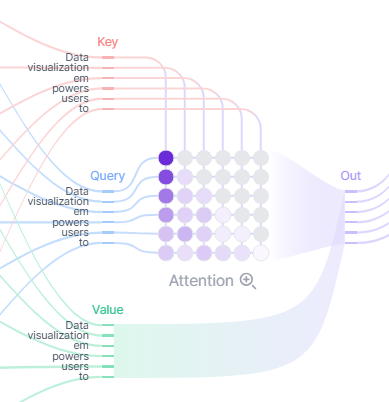 Key
Data
visualization
em
powers
users
to
Query
Out
Data
visualization
em
powers
users
to
Attention
Value
Data
visualization
em
powers
users
to